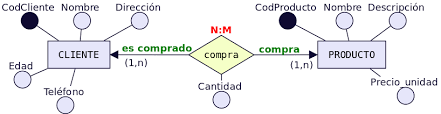 CodCliente Nombre Dirección
CodProducto Nombre Descripción
N:M
CLIENTE
es comprado
compra
compra
PRODUCTO
(1,n)
(1,n)
Edad
Teléfono
Cantidad
Precio_unidad